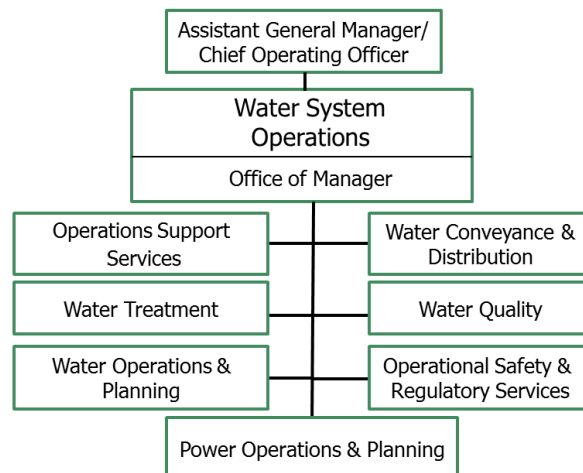 Assistant General Manager/
Chief Operating Officer
Water System
Operations
Office of Manager
Operations Support
Services
Water Conveyance &
Distribution
Water Treatment
Water Quality
Water Operations &
Planning
Operational Safety &
Regulatory Services
Power Operations & Planning